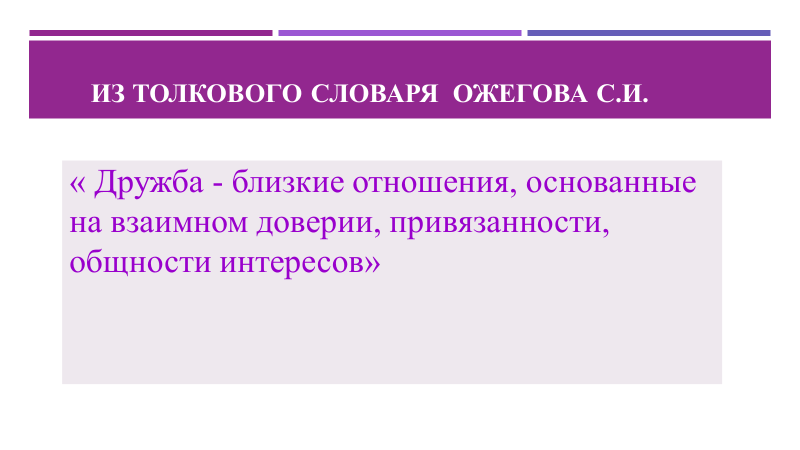 ИЗ ТОЛКОВОГО СЛОВАРЯ  ОЖЕГОВА С.И.
« Дружба - близкие отношения, основанные
на взаимном доверии, привязанности,
общности интересов»